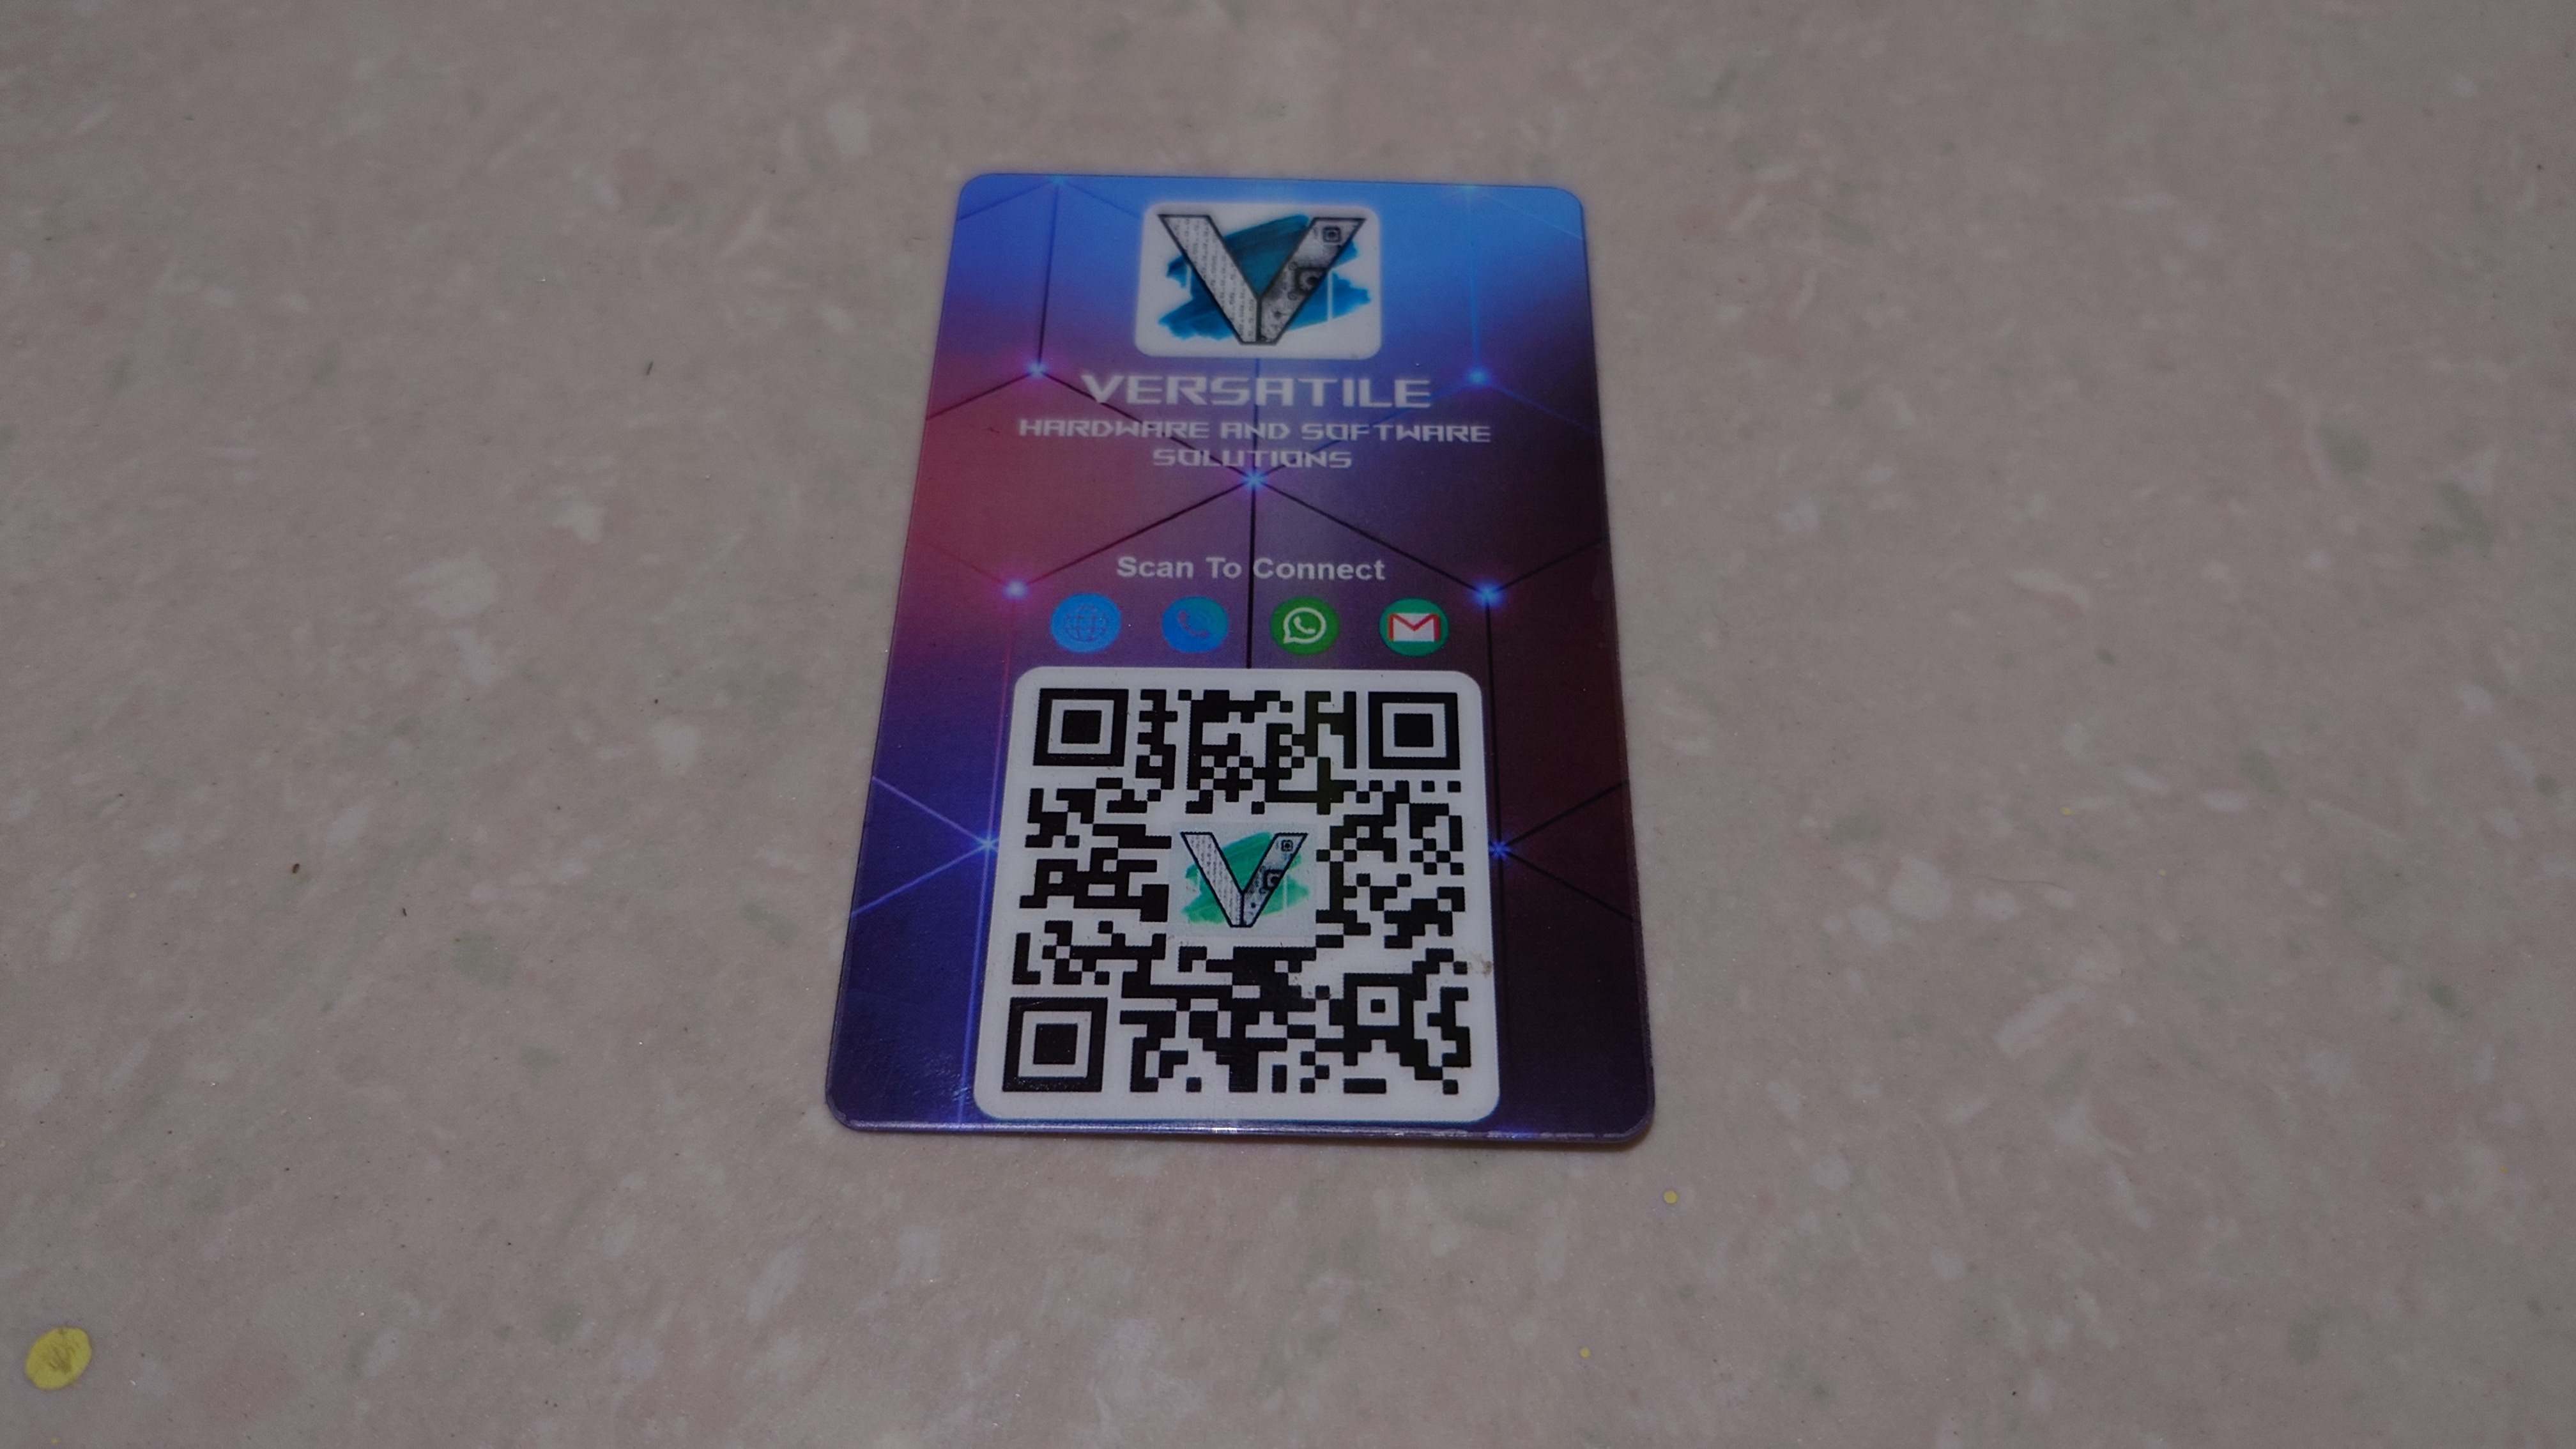 V
VERSATILE
HARDWARE AND SOFTWARE
SOLUTIONS
Scan To Connect
V